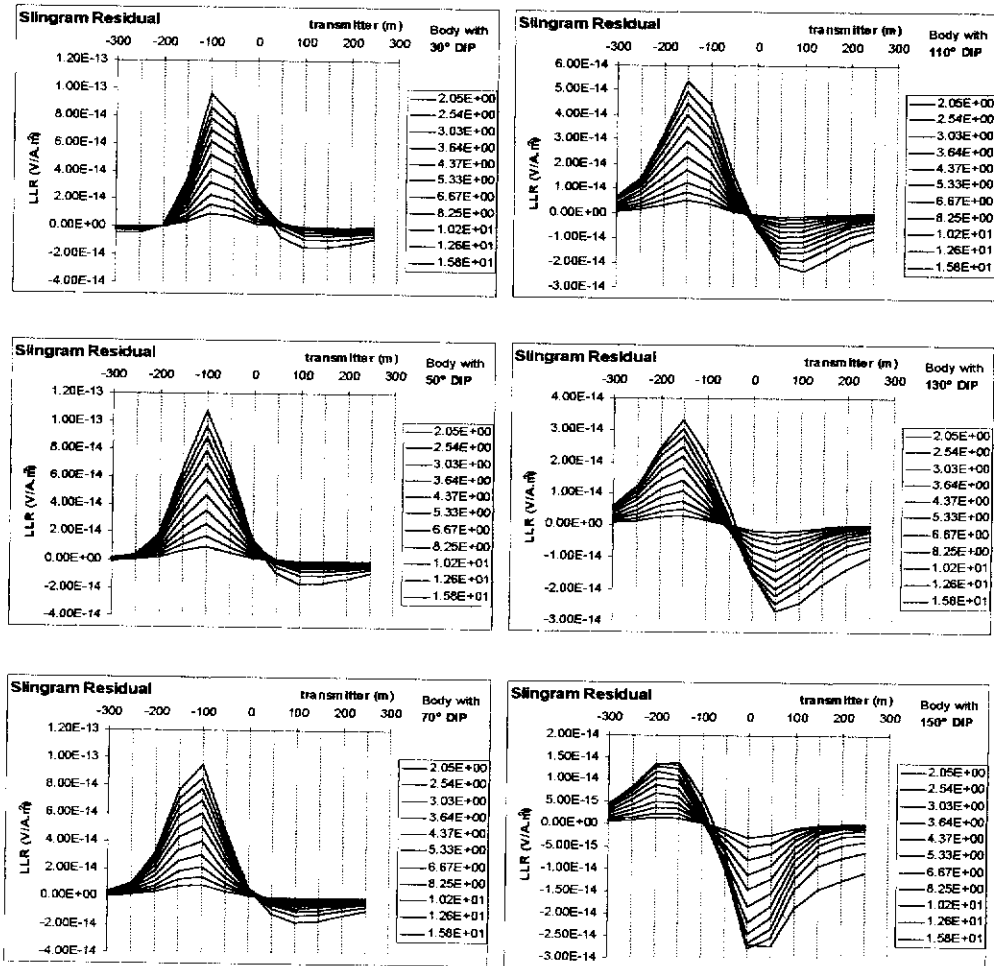 Slingram Residual
transmitter (m)
Body with
30° DIP
-300 -200 -100 0 100 200 300
1.20E-13
1.00E-13
8.00E-14
6.00E-14
4.00E-14
2.00E-14
0.00E+00
-2.00E-14
-4.00E-14
LLR (V/A.m²)
2.05E+00
2.54E+00
3.03E+00
3.64E+00
4.37E+00
5.33E+00
6.67E+00
8.25E+00
1.02E+01
1.26E+01
1.58E+01
Slingram Residual
transmitter (m)
Body with
110° DIP
-300 -200 -100 0 100 200 300
6.00E-14
5.00E-14
4.00E-14
3.00E-14
2.00E-14
1.00E-14
0.00E+00
-1.00E-14
-2.00E-14
-3.00E-14
LLR (V/A.m²)
2.05E+00
2.54E+00
3.03E+00
3.64E+00
4.37E+00
5.33E+00
6.67E+00
8.25E+00
1.02E+01
1.26E+01
1.58E+01
Slingram Residual
transmitter (m)
Body with
50° DIP
-300 -200 -100 0 100 200 300
1.20E-13
1.00E-13
8.00E-14
6.00E-14
4.00E-14
2.00E-14
0.00E+00
-2.00E-14
-4.00E-14
LLR (V/A.m²)
2.05E+00
2.54E+00
3.03E+00
3.64E+00
4.37E+00
5.33E+00
6.67E+00
8.25E+00
1.02E+01
1.26E+01
1.58E+01
Slingram Residual
transmitter (m)
Body with
130° DIP
-300 -200 -100 0 100 200 300
4.00E-14
3.00E-14
2.00E-14
1.00E-14
0.00E+00
-1.00E-14
-2.00E-14
-3.00E-14
LLR (V/A.m²)
2.05E+00
2.54E+00
3.03E+00
3.64E+00
4.37E+00
5.33E+00
6.67E+00
8.25E+00
1.02E+01
1.26E+01
1.58E+01
Slingram Residual
transmitter (m)
Body with
70° DIP
-300 -200 -100 0 100 200 300
1.20E-13
1.00E-13
8.00E-14
6.00E-14
4.00E-14
2.00E-14
0.00E+00
-2.00E-14
-4.00E-14
LLR (V/A.m²)
2.05E+00
2.54E+00
3.03E+00
3.64E+00
4.37E+00
5.33E+00
6.67E+00
8.25E+00
1.02E+01
1.26E+01
1.58E+01
Slingram Residual
transmitter (m)
Body with
150° DIP
-300 -200 -100 0 100 200 300
2.00E-14
1.50E-14
1.00E-14
5.00E-15
0.00E+00
-5.00E-15
-1.00E-14
-1.50E-14
-2.00E-14
-2.50E-14
-3.00E-14
LLR (V/A.m²)
2.05E+00
2.54E+00
3.03E+00
3.64E+00
4.37E+00
5.33E+00
6.67E+00
8.25E+00
1.02E+01
1.26E+01
1.58E+01